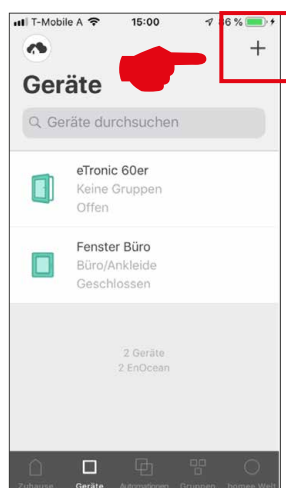 T-Mobile A 15:00 86 %
+
Geräte
Geräte durchsuchen
eTronic 60er
Keine Gruppen
Offen
Fenster Büro
Büro/Ankleide
Geschlossen
2 Geräte
2 EnOcean
Zuhause Geräte Automationen Gruppen homee Welt